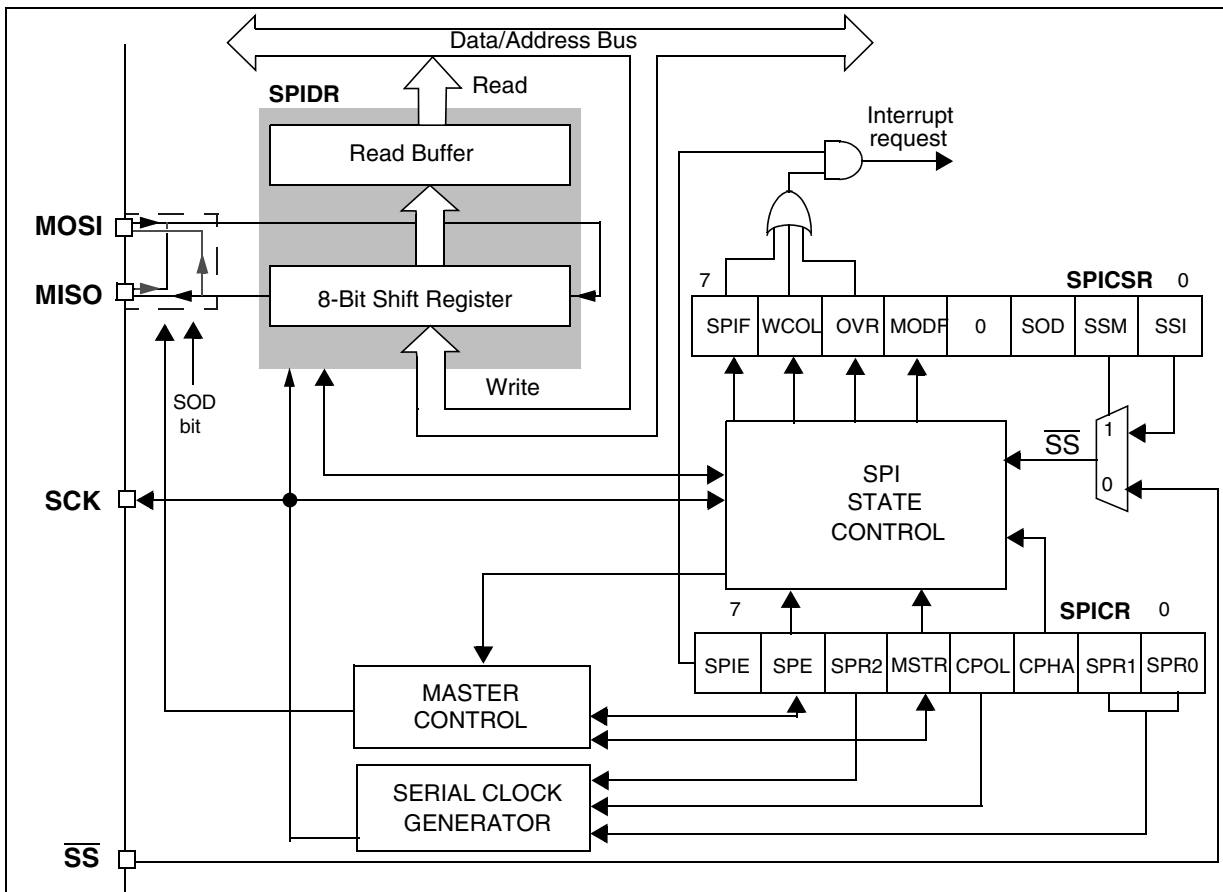 Data/Address Bus
SPIDR
Read
Read Buffer
Interrupt
request
MOSI
MISO
8-Bit Shift Register
7
SPICSR
0
SPIF WCOL OVR MODF 0 SOD SSM SSI
Write
SOD
bit
1
SS
0
SCK
SPI
STATE
CONTROL
7
SPICR
0
SPIE SPE SPR2 MSTR CPOL CPHA SPR1 SPR0
MASTER
CONTROL
SERIAL CLOCK
GENERATOR
SS